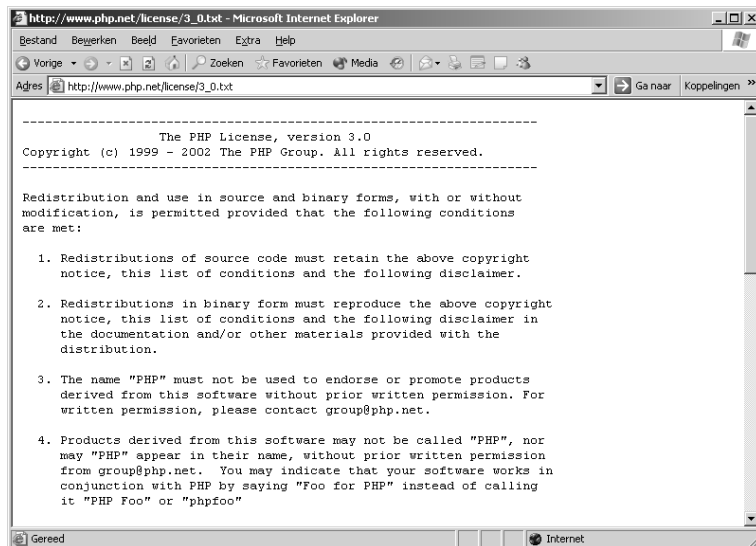 http://www.php.net/license/3_0.txt - Microsoft Internet Explorer
Bestand Bewerken Beeld Favorieten Extra Help
Vorige Zoeken Favorieten Media
Adres http://www.php.net/license/3_0.txt Ga naar Koppelingen »
---------------------------------------------------------------------
The PHP License, version 3.0
Copyright (c) 1999 - 2002 The PHP Group. All rights reserved.
---------------------------------------------------------------------
Redistribution and use in source and binary forms, with or without
modification, is permitted provided that the following conditions
are met:
1. Redistributions of source code must retain the above copyright
notice, this list of conditions and the following disclaimer.
2. Redistributions in binary form must reproduce the above copyright
notice, this list of conditions and the following disclaimer in
the documentation and/or other materials provided with the
distribution.
3. The name "PHP" must not be used to endorse or promote products
derived from this software without prior written permission. For
written permission, please contact group@php.net.
4. Products derived from this software may not be called "PHP", nor
may "PHP" appear in their name, without prior written permission
from group@php.net. You may indicate that your software works in
conjunction with PHP by saying "Foo for PHP" instead of calling
it "PHP Foo" or "phpfoo"
Gereed Internet